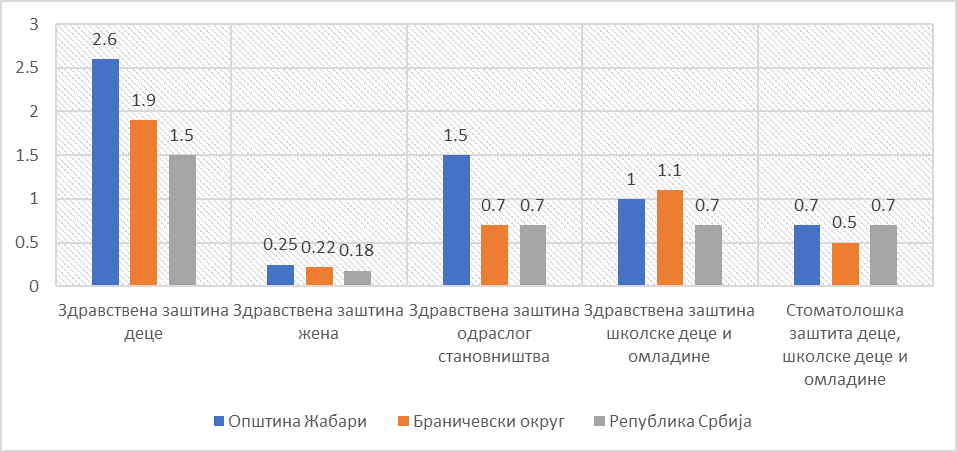 3
2.5
2
1.5
1
0.5
0
2.6
1.9
1.5
0.25
0.22
0.18
1.5
0.7
0.7
1
1.1
0.7
0.7
0.5
0.7
Здравствена заштина
деце
Здравствена заштина
жена
Здравствена заштина
одраслог
становништва
Здравствена заштина
школске деце и
омладине
Стоматолошка
заштита деце,
школске деце и
омладине
Општина Жабари
Браничевски округ
Република Србија